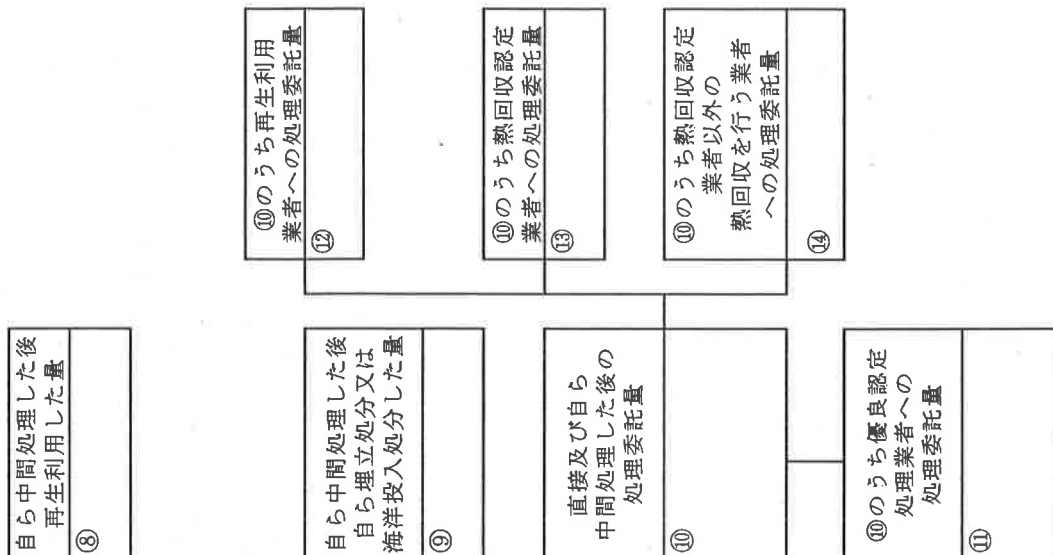 自ら中間処理した後
再生利用した量
⑧
自ら中間処理した後
自ら埋立処分又は
海洋投入処分した量
⑨
直接及び自ら
中間処理した後の
処理委託量
⑩
⑩のうち優良認定
処理業者への
処理委託量
⑪
⑩のうち再生利用
業者への処理委託量
⑫
⑩のうち熱回収認定
業者への処理委託量
⑬
⑩のうち熱回収認定
業者以外の
熱回収を行う業者
への処理委託量
⑭